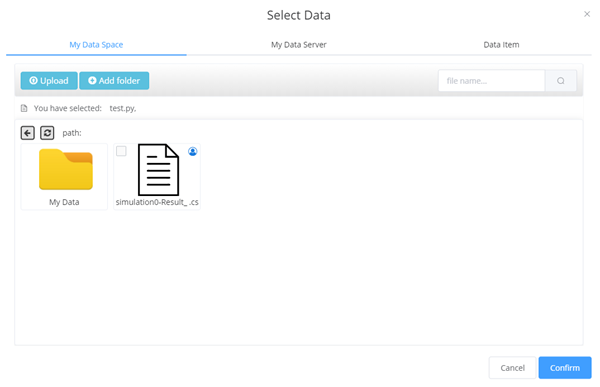 Select Data
My Data Space
My Data Server
Data Item
Upload
Add folder
file name...
You have selected: test.py,
path:
My Data
simulation0-Result_ .cs
Cancel
Confirm